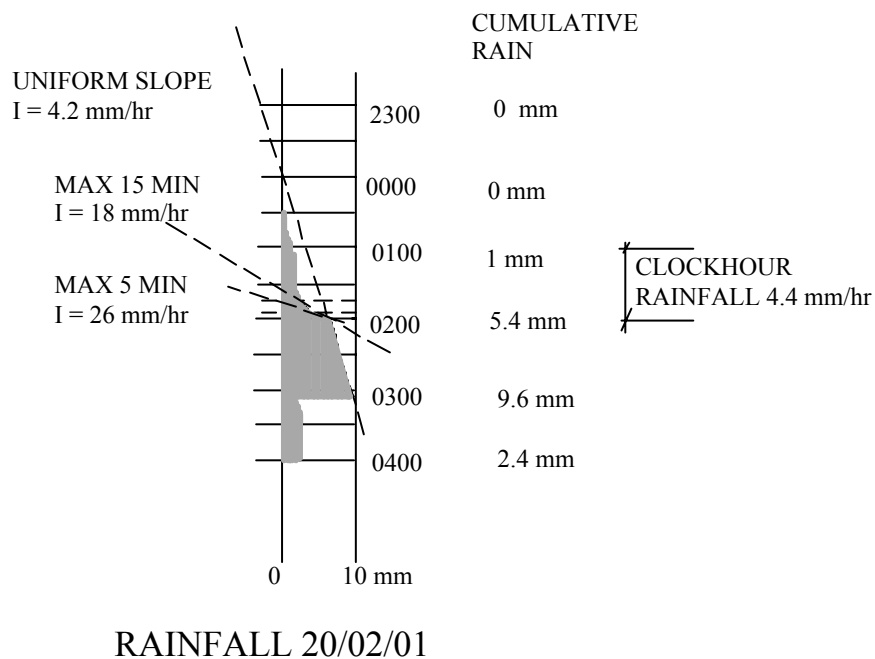 CUMULATIVE
RAIN
UNIFORM SLOPE
I = 4.2 mm/hr
2300
0 mm
MAX 15 MIN
I = 18 mm/hr
0000
0 mm
0100
1 mm
CLOCKHOUR
RAINFALL 4.4 mm/hr
MAX 5 MIN
I = 26 mm/hr
0200
5.4 mm
0300
9.6 mm
0400
2.4 mm
0
10 mm
RAINFALL 20/02/01